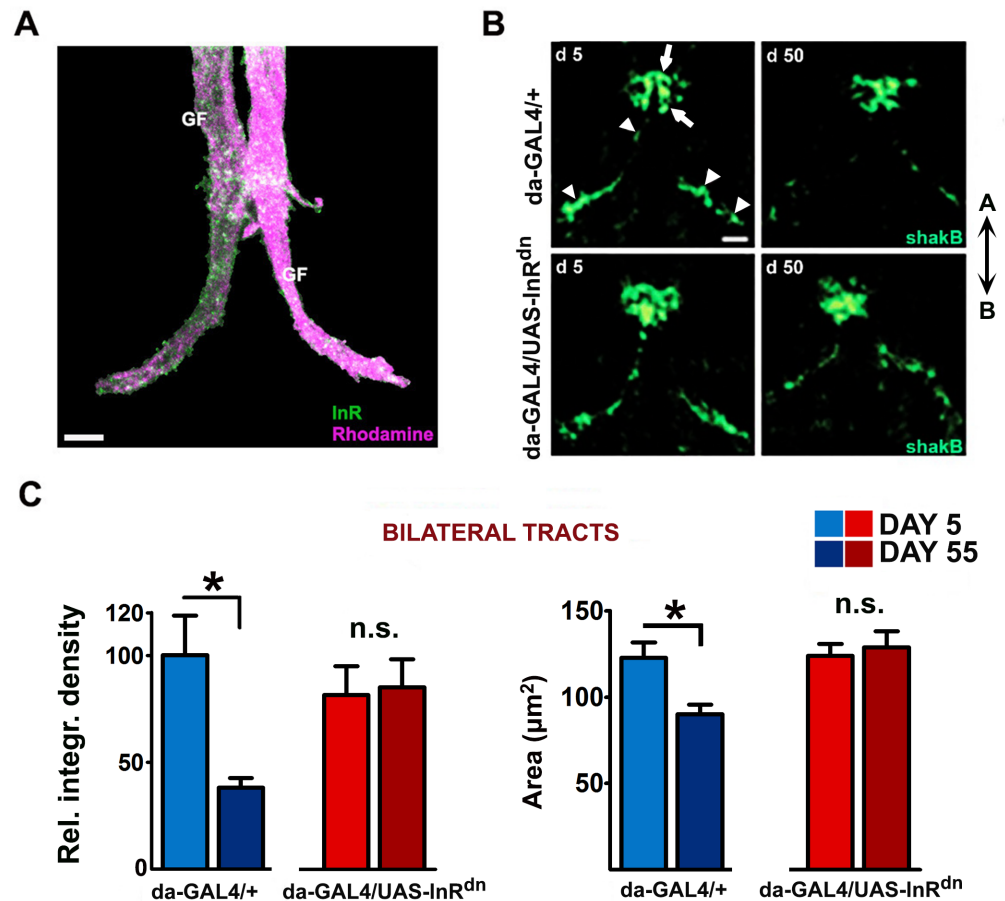 A
GF
GF
InR
Rhodamine
B
da-GAL4/+
d 5
d 50
shakB
da-GAL4/UAS-InRdn
d 5
d 50
shakB
A
B
C
BILATERAL TRACTS
DAY 5
DAY 55
Rel. integr. density
120
100
50
0
*
n.s.
da-GAL4/+
da-GAL4/UAS-InRdn
Area (µm2)
150
100
50
*
n.s.
da-GAL4/+
da-GAL4/UAS-InRdn